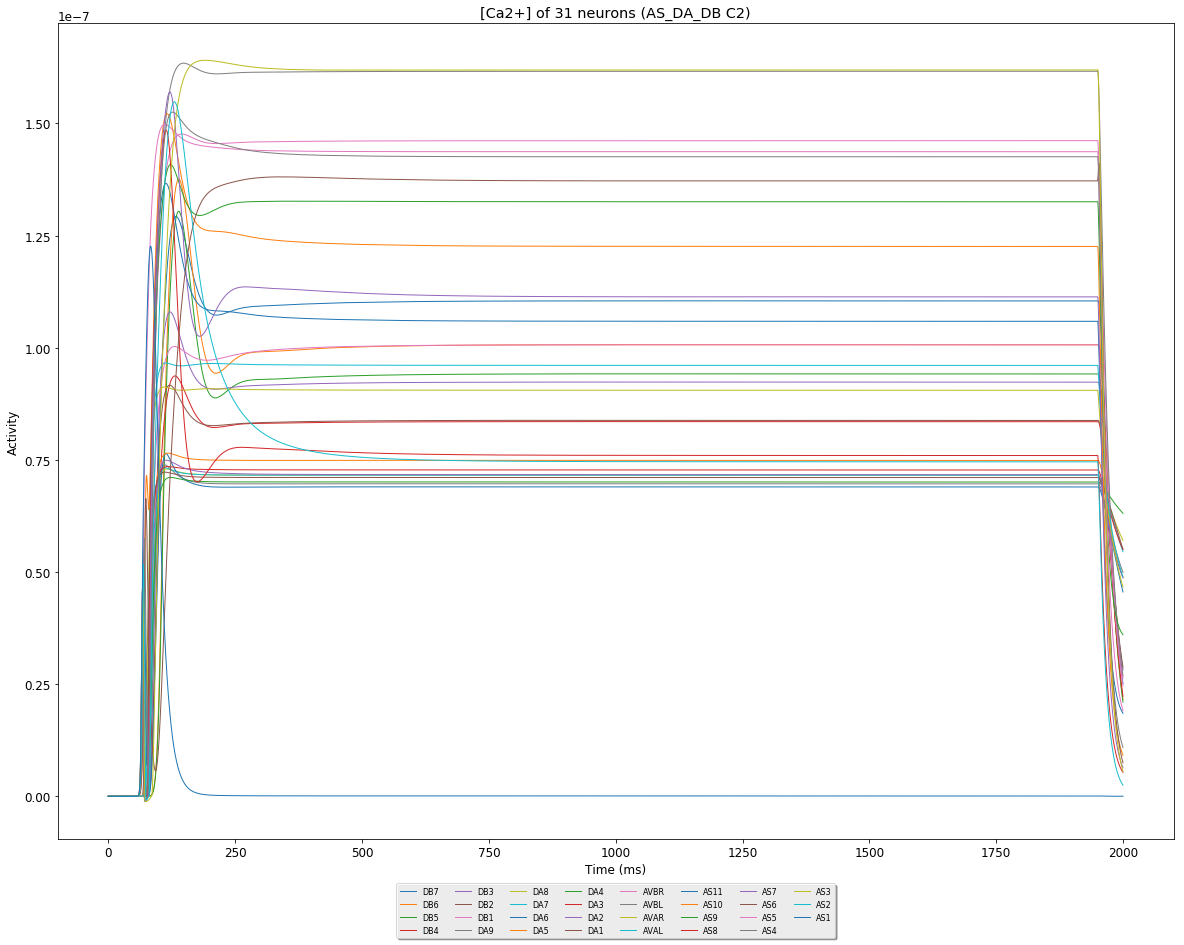 [Ca2+] of 31 neurons (AS_DA_DB C2)
1e−7
1.50
1.25
1.00
0.75
0.50
0.25
0.00
Activity
0 250 500 750 1000 1250 1500 1750 2000
Time (ms)
DB7 DB3 DA8 DA4 AVBR AS11 AS7 AS3
DB6 DB2 DA7 DA3 AVBL AS10 AS6 AS2
DB5 DB1 DA6 DA2 AVAR AS9 AS5 AS1
DB4 DA9 DA5 DA1 AVAL AS8 AS4